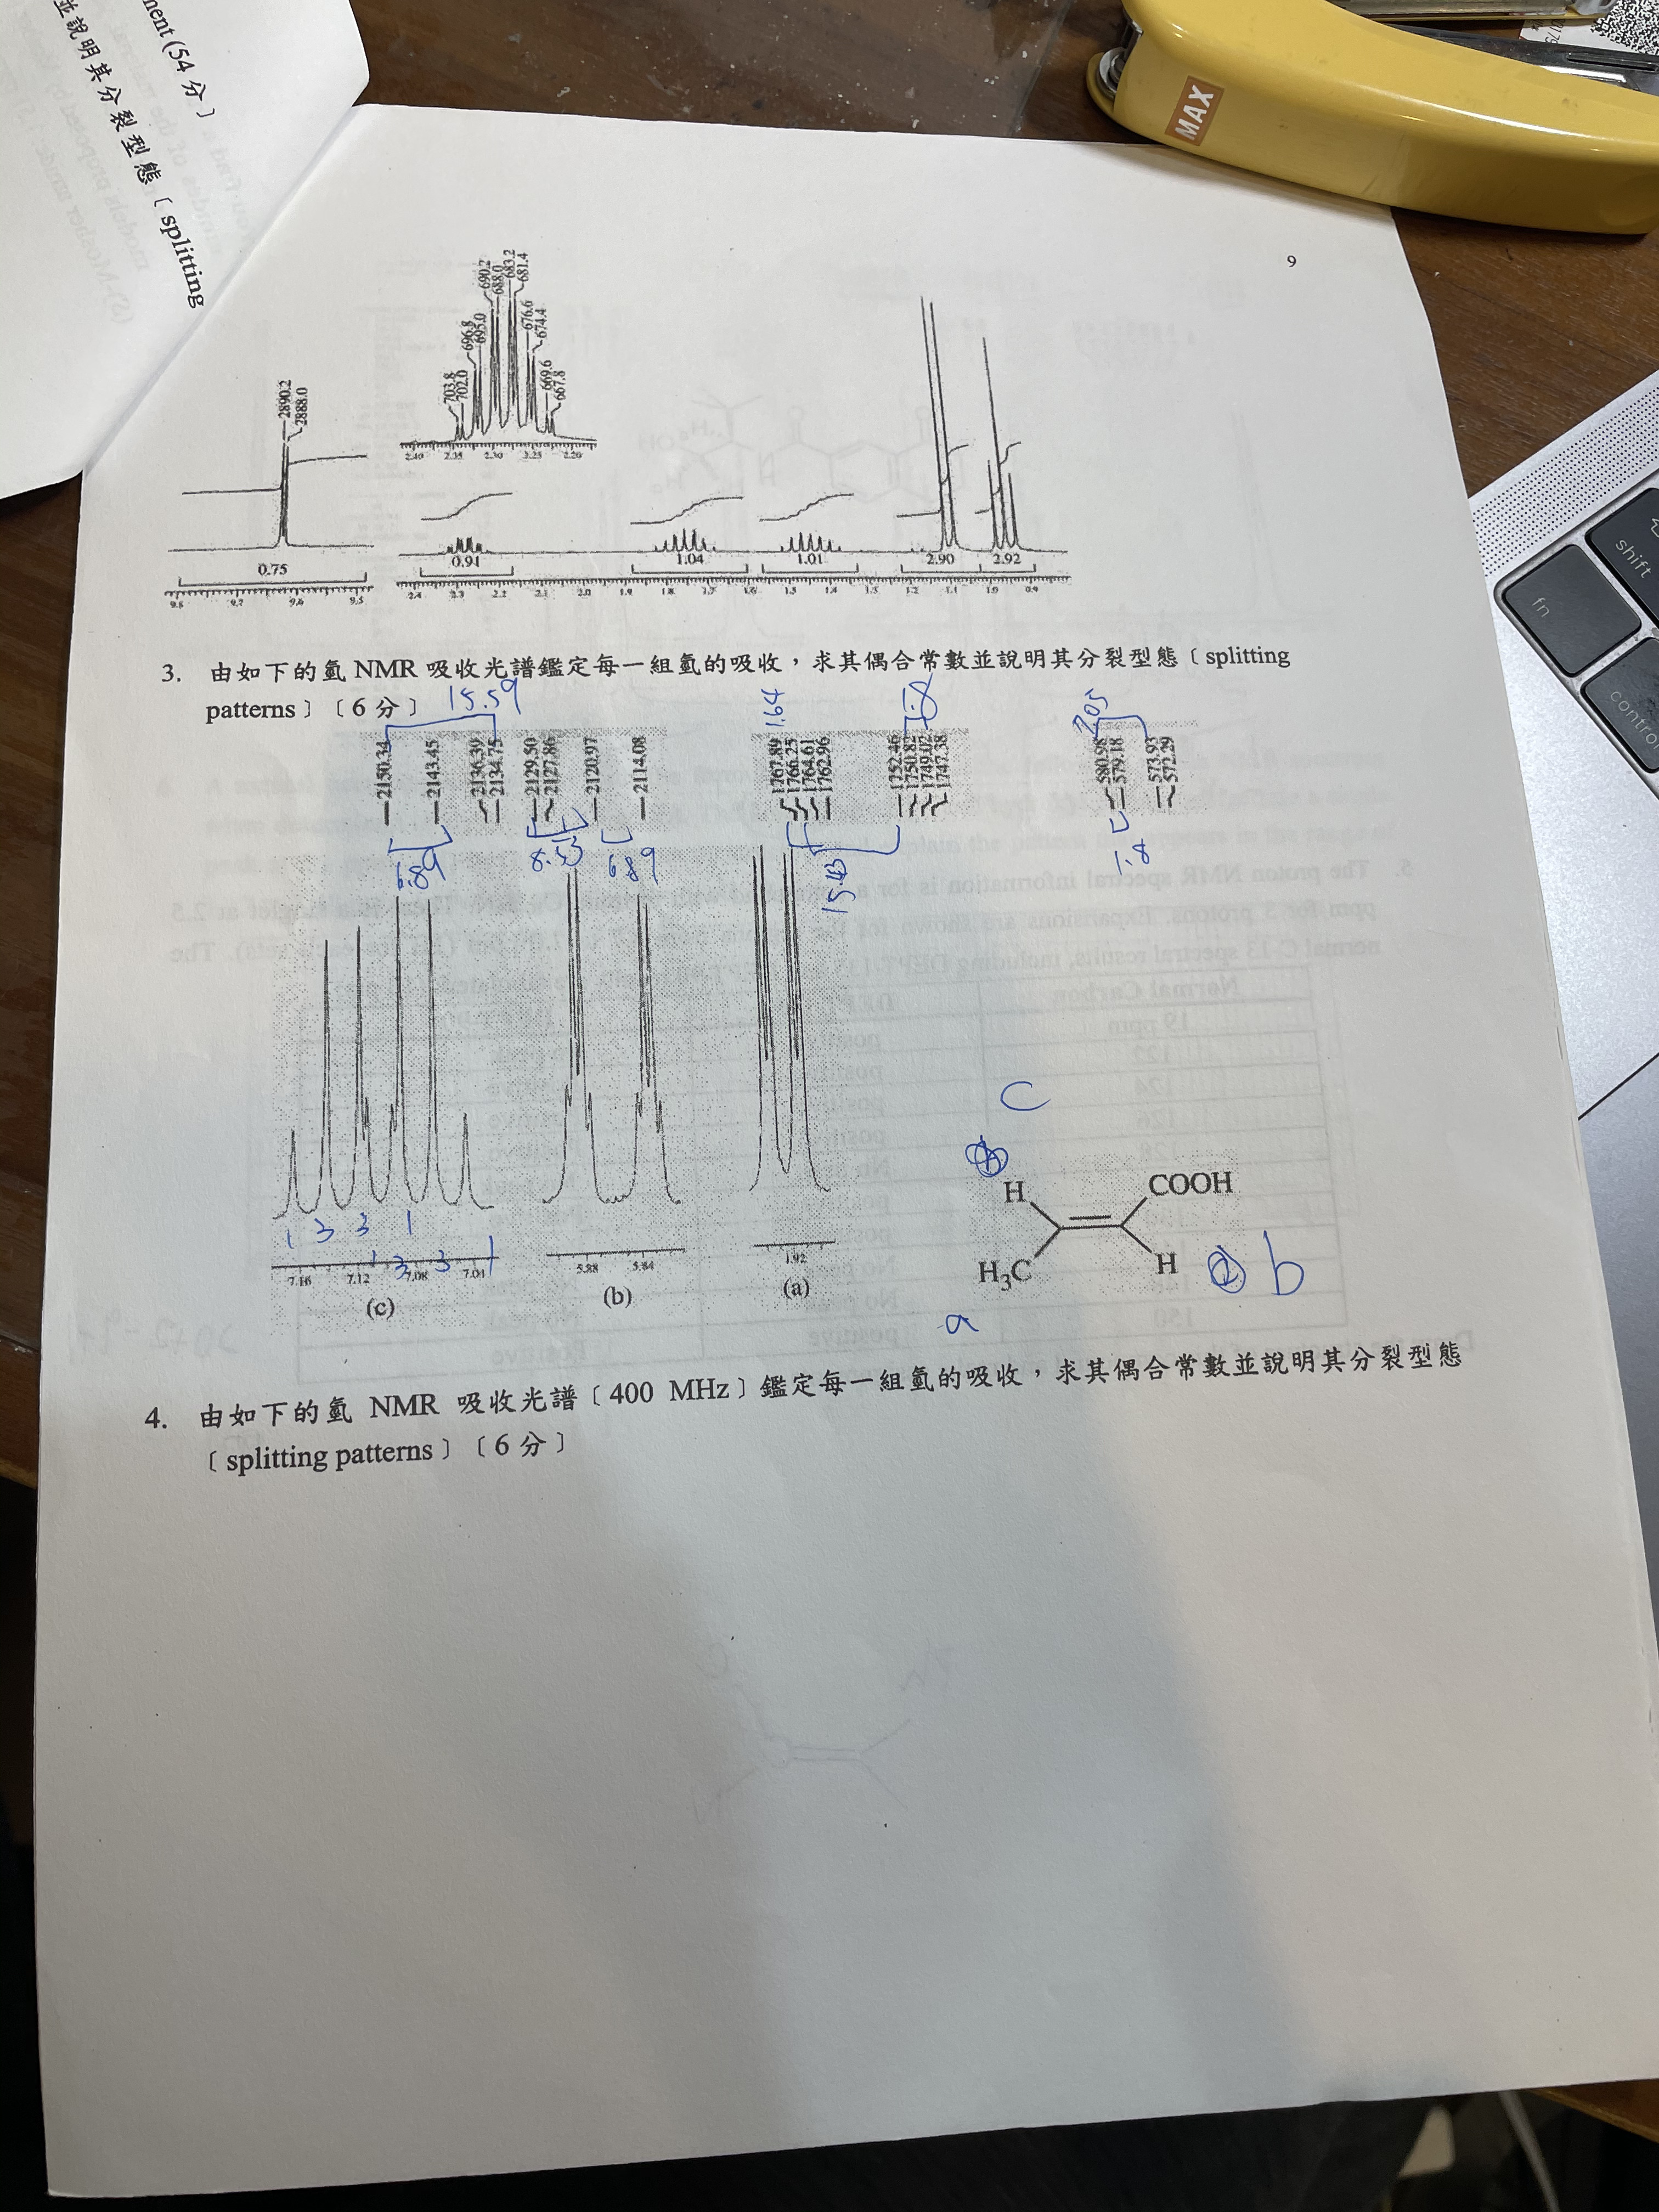 ment (54 分〕
並說明其分裂型態〔splitting
MAX
shift
fn
control
9
2890.2
2888.0
703.8
702.0
696.8
695.0
690.2
688.0
683.2
681.4
676.6
674.4
669.6
667.8
2.40 2.35 2.30 2.25 2.20
0.75 0.91 1.04 1.01 2.90 2.92
9.8 9.7 9.6 9.5 2.4 2.3 2.2 2.1 2.0 1.9 1.8 1.7 1.6 1.5 1.4 1.3 1.2 1.1 1.0 0.9
3. 由如下的氫 NMR 吸收光譜鑑定每一組氫的吸收，求其偶合常數並說明其分裂型態〔splitting
patterns〕〔6 分〕
15.59 1.64 1.8 7.05
2150.34
2143.45
2136.39
2134.75
2129.50
2127.86
2120.97
2114.08
1767.89
1766.25
1764.61
1762.96
1752.46
1750.82
1749.02
1747.38
580.98
579.18
573.93
572.29
6.89 8.53 6.89 1.8
1 3 3 1
1 3 3 1
7.16 7.12 7.08 7.04 5.88 5.84 1.92
(c) (b) (a)
C
H COOH
H₃C H b
a
4. 由如下的氫 NMR 吸收光譜〔400 MHz〕鑑定每一組氫的吸收，求其偶合常數並說明其分裂型態
〔splitting patterns〕〔6 分〕